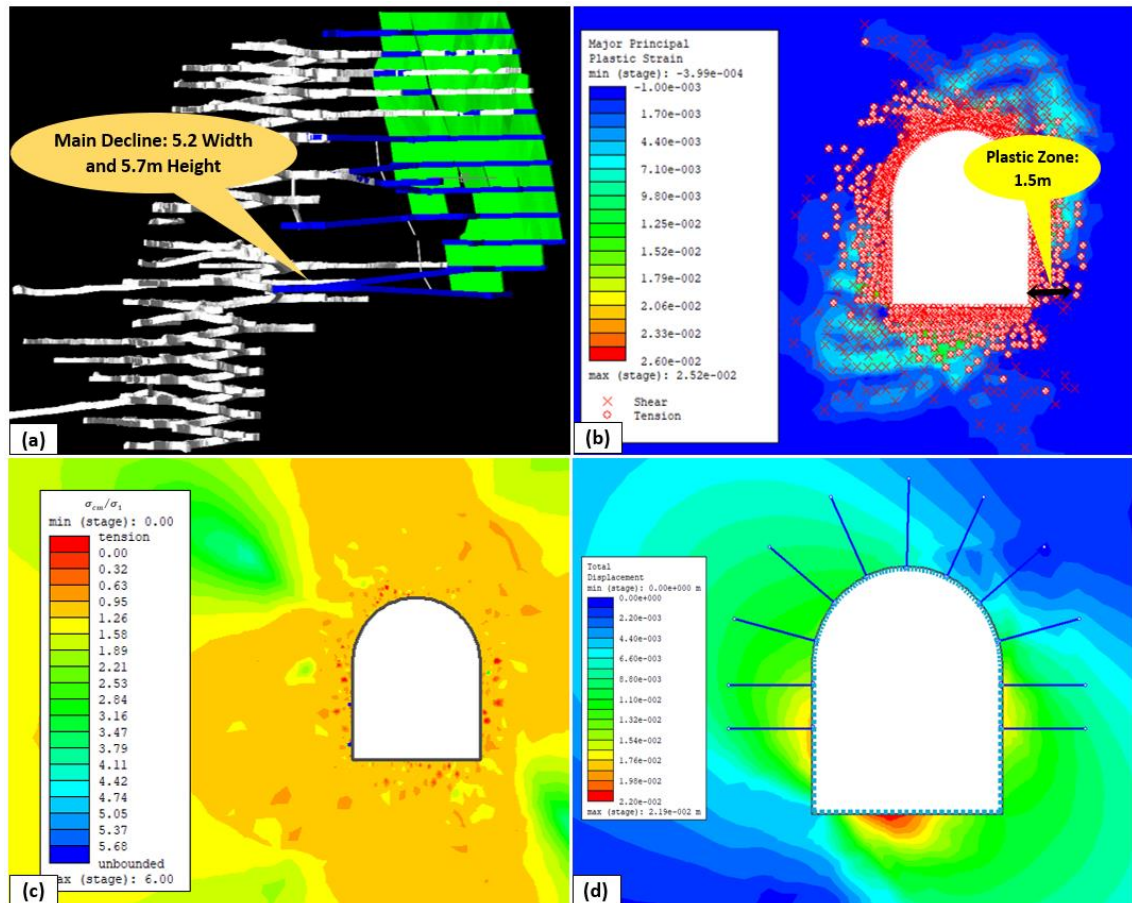 Main Decline: 5.2 Width
and 5.7m Height
(a)
Major Principal
Plastic Strain
min (stage): -3.99e-004
-1.00e-003
1.70e-003
4.40e-003
7.10e-003
9.80e-003
1.25e-002
1.52e-002
1.79e-002
2.06e-002
2.33e-002
2.60e-002
max (stage): 2.52e-002
Shear
Tension
Plastic Zone:
1.5m
(b)
σcm/σ1
min (stage): 0.00
tension
0.00
0.32
0.63
0.95
1.26
1.58
1.89
2.21
2.53
2.84
3.16
3.47
3.79
4.11
4.42
4.74
5.05
5.37
5.68
unbounded
max (stage): 6.00
(c)
Total
Displacement
min (stage): 0.00e+000 m
0.00e+000
2.20e-003
4.40e-003
6.60e-003
8.80e-003
1.10e-002
1.32e-002
1.54e-002
1.76e-002
1.98e-002
2.20e-002
max (stage): 2.19e-002 m
(d)